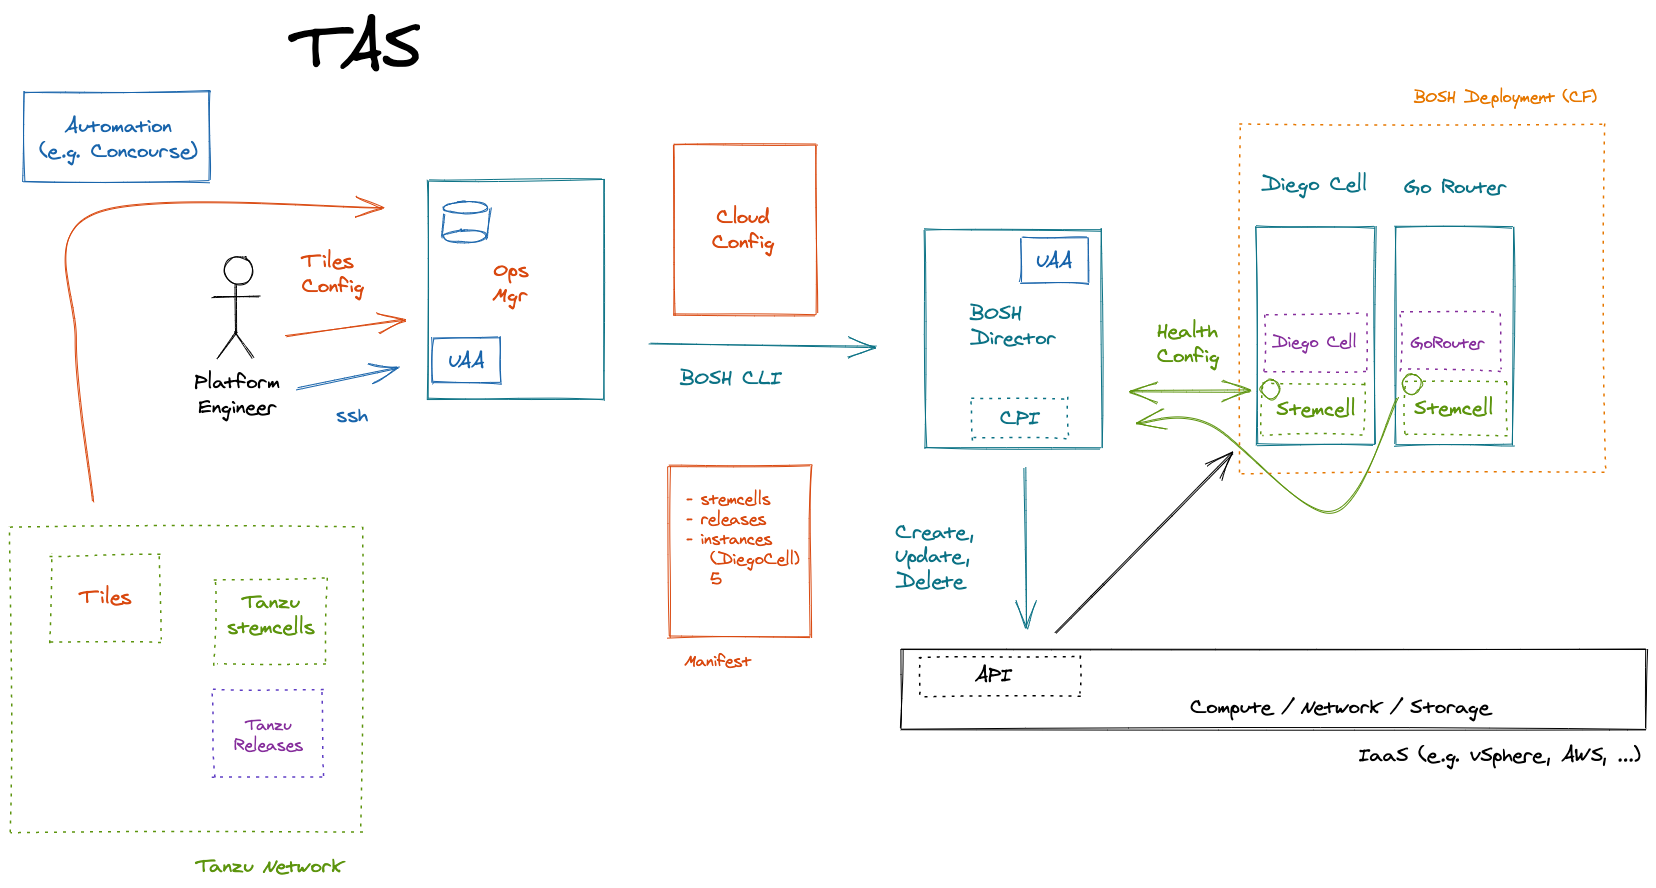 TAS
Automation
(e.g. Concourse)
Tiles
Config
Platform
Engineer
ssh
Ops
Mgr
UAA
Cloud
Config
BOSH CLI
- stemcells
- releases
- instances
(DiegoCell)
5
Manifest
UAA
BOSH
Director
CPI
Health
Config
BOSH Deployment (CF)
Diego Cell
Go Router
Diego Cell
GoRouter
Stemcell
Stemcell
Create,
Update,
Delete
API
Compute / Network / Storage
IaaS (e.g. vSphere, AWS, ...)
Tiles
Tanzu
stemcells
Tanzu
Releases
Tanzu Network